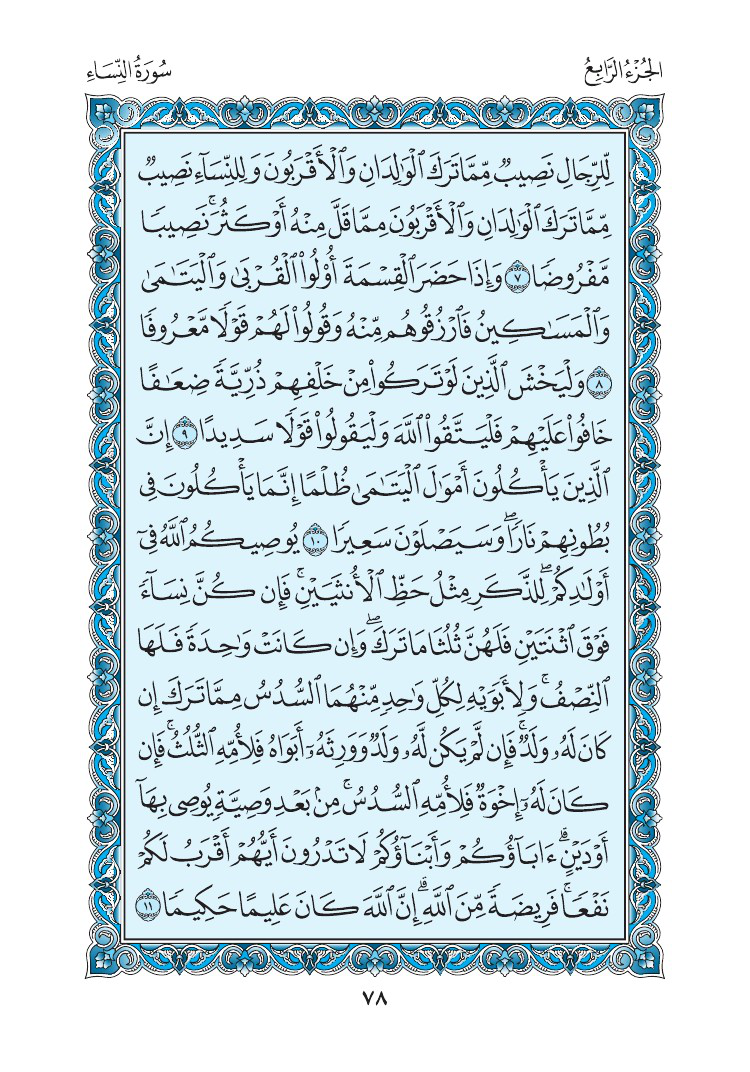 الجُزْءُ الرَّابِعُ
سُورَةُ النِّسَاءِ
لِّلرِّجَالِ نَصِيبٞ مِّمَّا تَرَكَ ٱلۡوَٰلِدَانِ وَٱلۡأَقۡرَبُونَ وَلِلنِّسَآءِ نَصِيبٞ
مِّمَّا تَرَكَ ٱلۡوَٰلِدَانِ وَٱلۡأَقۡرَبُونَ مِمَّا قَلَّ مِنۡهُ أَوۡ كَثُرَۚ نَصِيبٗا
مَّفۡرُوضٗا ٧ وَإِذَا حَضَرَ ٱلۡقِسۡمَةَ أُوْلُواْ ٱلۡقُرۡبَىٰ وَٱلۡيَتَٰمَىٰ
وَٱلۡمَسَٰكِينُ فَٱرۡزُقُوهُم مِّنۡهُ وَقُولُواْ لَهُمۡ قَوۡلٗا مَّعۡرُوفٗا
٨ وَلۡيَخۡشَ ٱلَّذِينَ لَوۡ تَرَكُواْ مِنۡ خَلۡفِهِمۡ ذُرِّيَّةٗ ضِعَٰفًا
خَافُواْ عَلَيۡهِمۡ فَلۡيَتَّقُواْ ٱللَّهَ وَلۡيَقُولُواْ قَوۡلٗا سَدِيدًا ٩ إِنَّ
ٱلَّذِينَ يَأۡكُلُونَ أَمۡوَٰلَ ٱلۡيَتَٰمَىٰ ظُلۡمًا إِنَّمَا يَأۡكُلُونَ فِي
بُطُونِهِمۡ نَارٗاۖ وَسَيَصۡلَوۡنَ سَعِيرٗا ١٠ يُوصِيكُمُ ٱللَّهُ فِيٓ
أَوۡلَٰدِكُمۡۖ لِلذَّكَرِ مِثۡلُ حَظِّ ٱلۡأُنثَيَيۡنِۚ فَإِن كُنَّ نِسَآءٗ
فَوۡقَ ٱثۡنَتَيۡنِ فَلَهُنَّ ثُلُثَا مَا تَرَكَۖ وَإِن كَانَتۡ وَٰحِدَةٗ فَلَهَا
ٱلنِّصۡفُۚ وَلِأَبَوَيۡهِ لِكُلِّ وَٰحِدٖ مِّنۡهُمَا ٱلسُّدُسُ مِمَّا تَرَكَ إِن
كَانَ لَهُۥ وَلَدٞۚ فَإِن لَّمۡ يَكُن لَّهُۥ وَلَدٞ وَوَرِثَهُۥٓ أَبَوَاهُ فَلِأُمِّهِ ٱلثُّلُثُۚ فَإِن
كَانَ لَهُۥٓ إِخۡوَةٞ فَلِأُمِّهِ ٱلسُّدُسُۚ مِنۢ بَعۡدِ وَصِيَّةٖ يُوصِي بِهَآ
أَوۡ دَيۡنٍۗ ءَابَآؤُكُمۡ وَأَبۡنَآؤُكُمۡ لَا تَدۡرُونَ أَيُّهُمۡ أَقۡرَبُ لَكُمۡ
نَفۡعٗاۚ فَرِيضَةٗ مِّنَ ٱللَّهِۗ إِنَّ ٱللَّهَ كَانَ عَلِيمًا حَكِيمٗا ١١
٧٨